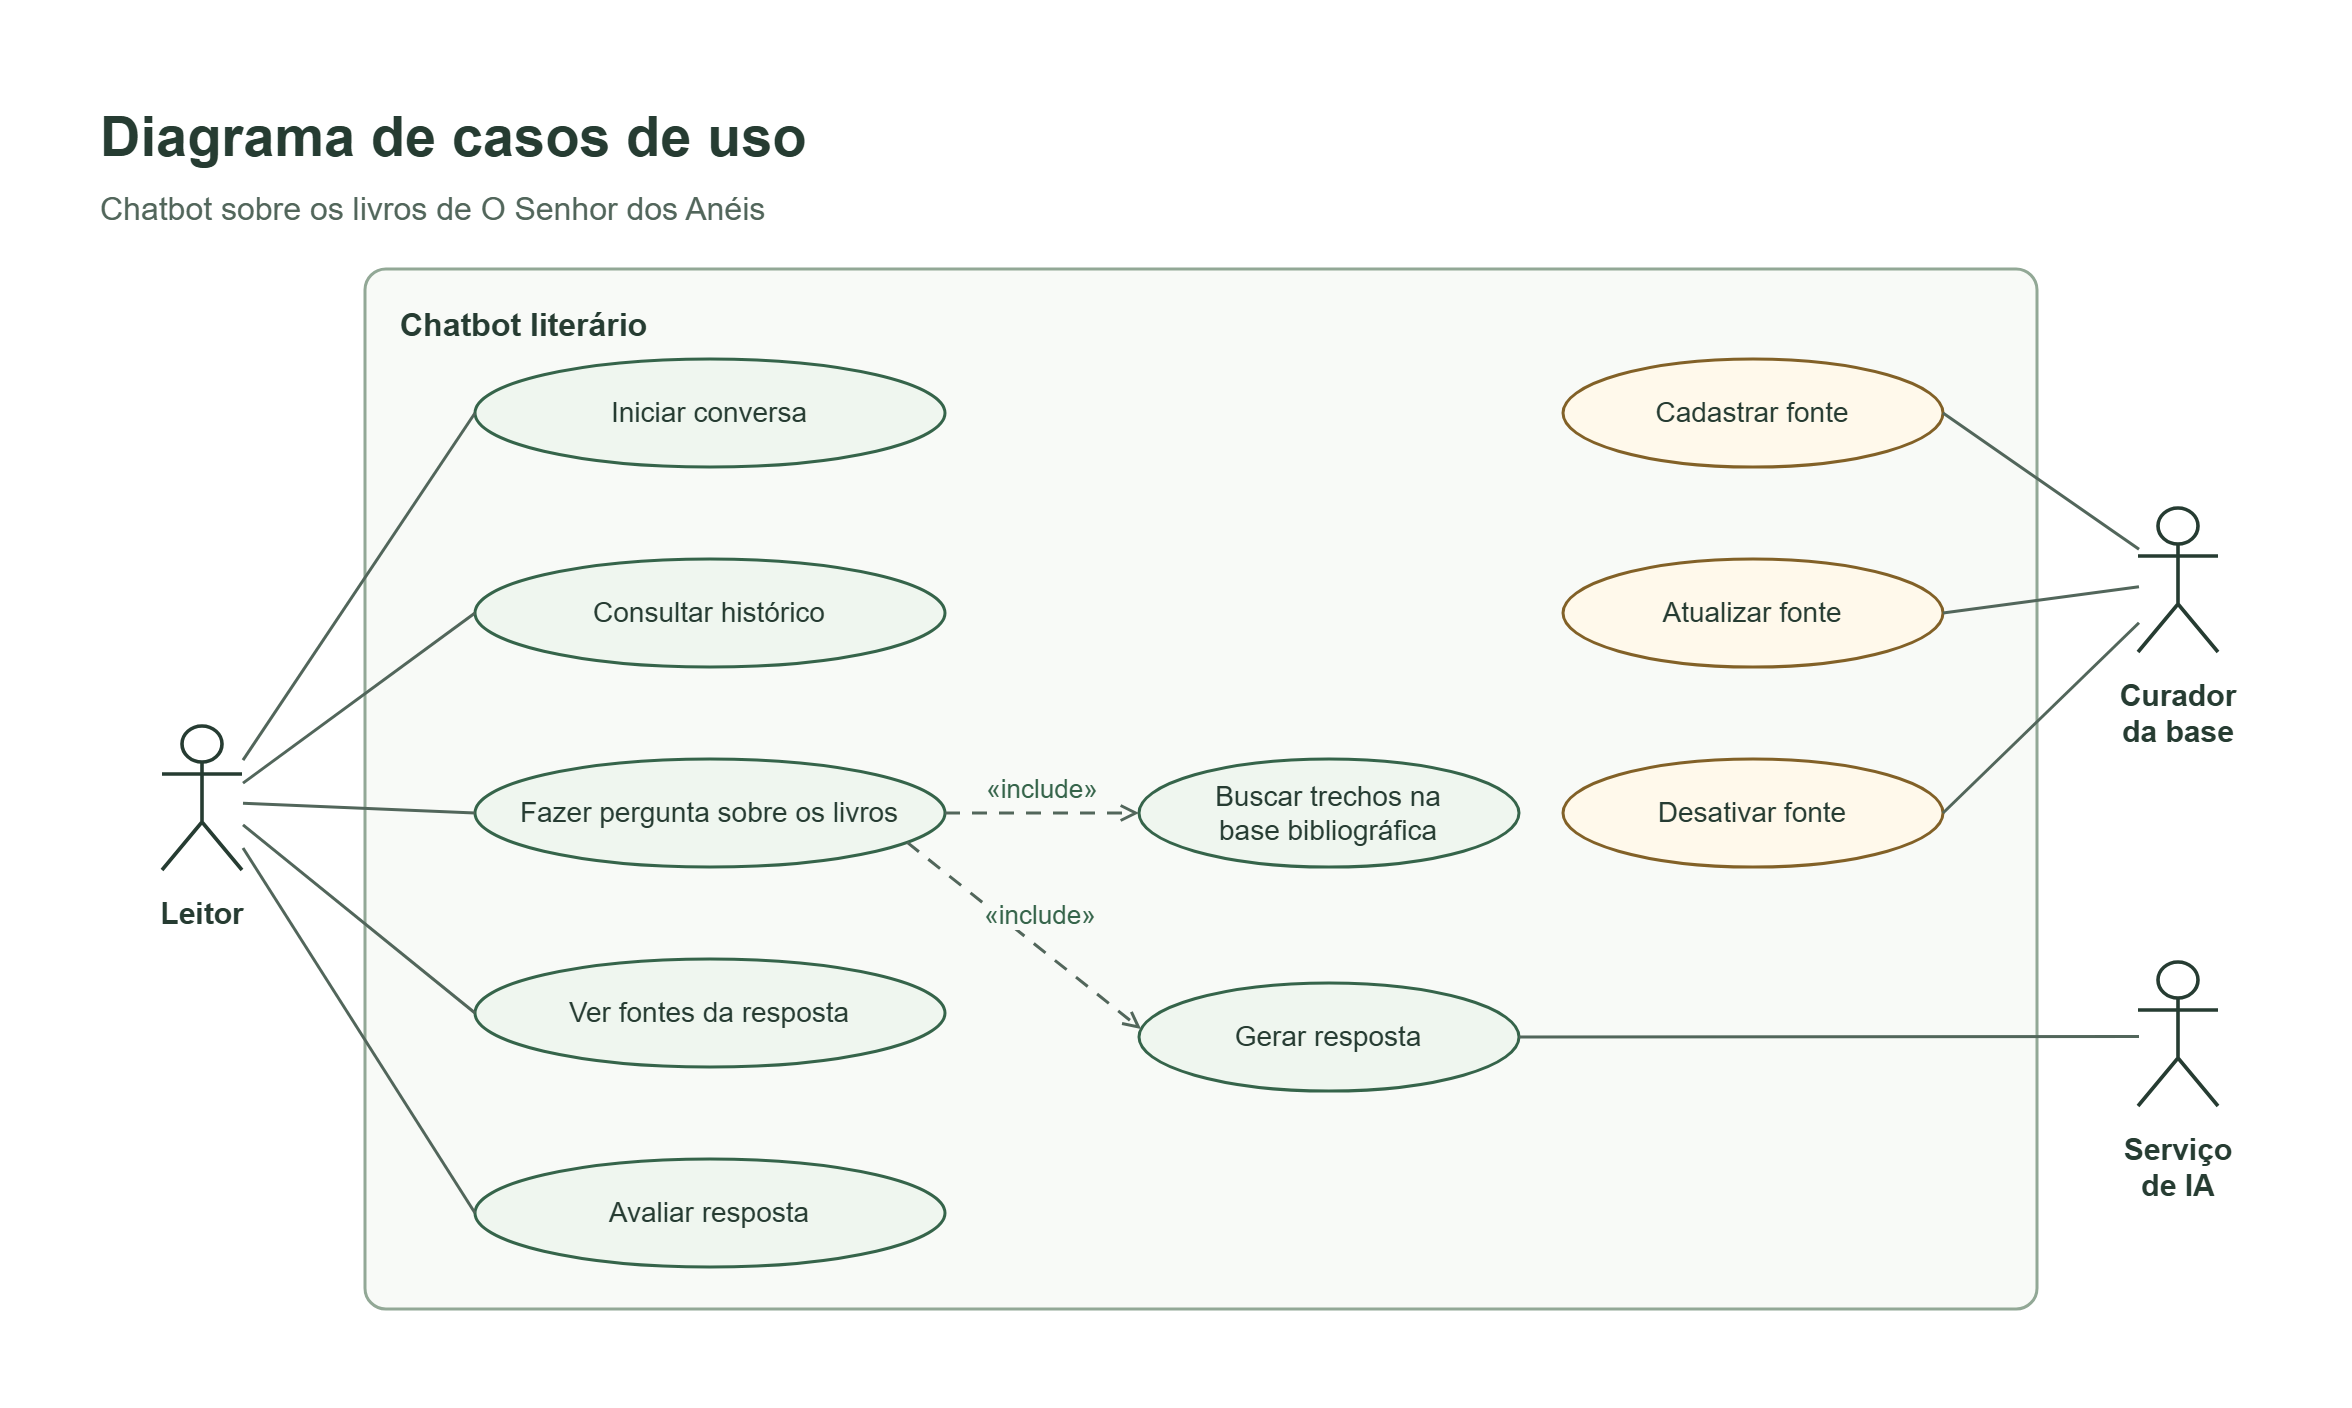 Diagrama de casos de uso
Chatbot sobre os livros de O Senhor dos Anéis
Chatbot literário
Iniciar conversa
Cadastrar fonte
Consultar histórico
Atualizar fonte
Curador
da base
Fazer pergunta sobre os livros
«include»
Buscar trechos na
base bibliográfica
Desativar fonte
Leitor
«include»
Ver fontes da resposta
Gerar resposta
Serviço
de IA
Avaliar resposta